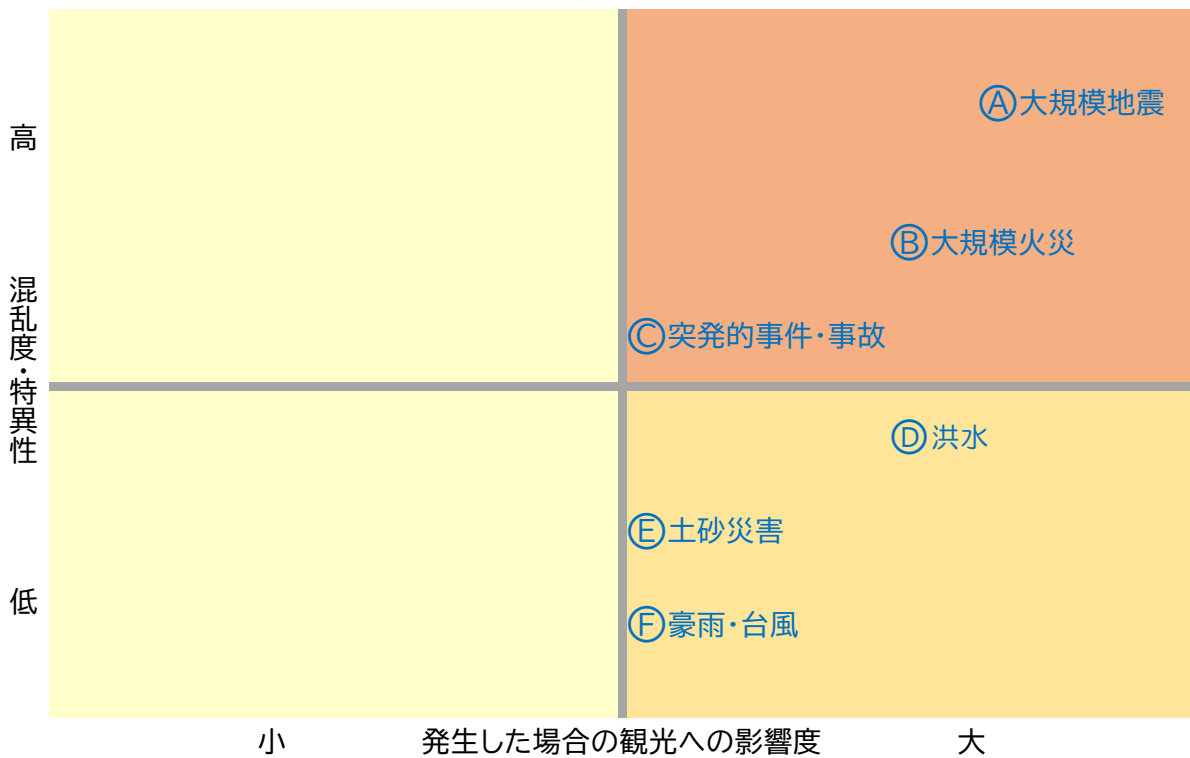 高
混乱度・特異性
低
Ⓐ大規模地震
Ⓑ大規模火災
Ⓒ突発的事件・事故
Ⓓ洪水
Ⓔ土砂災害
Ⓕ豪雨・台風
小 発生した場合の観光への影響度 大